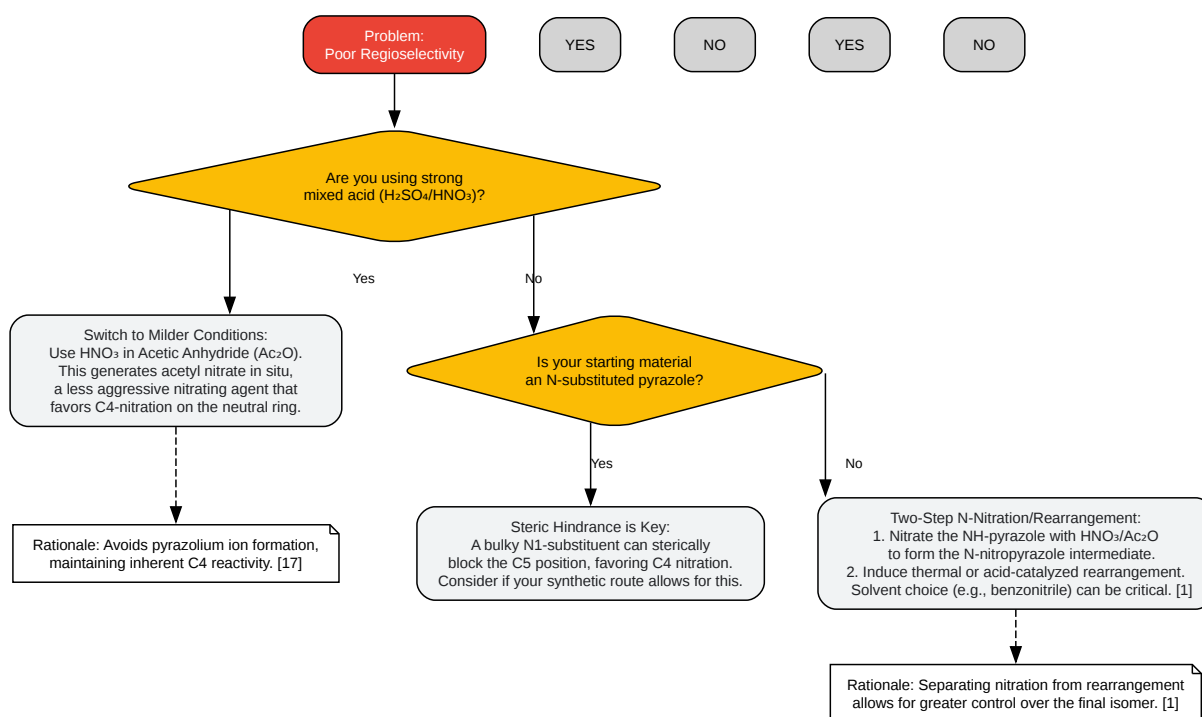 Problem:
Poor Regioselectivity
YES
NO
YES
NO
Are you using strong
mixed acid (H₂SO₄/HNO₃)?
Yes
No
Switch to Milder Conditions:
Use HNO₃ in Acetic Anhydride (Ac₂O).
This generates acetyl nitrate in situ,
a less aggressive nitrating agent that
favors C4-nitration on the neutral ring.
Is your starting material
an N-substituted pyrazole?
Yes
No
Rationale: Avoids pyrazolium ion formation,
maintaining inherent C4 reactivity. [17]
Steric Hindrance is Key:
A bulky N1-substituent can sterically
block the C5 position, favoring C4 nitration.
Consider if your synthetic route allows for this.
Two-Step N-Nitration/Rearrangement:
1. Nitrate the NH-pyrazole with HNO₃/Ac₂O
to form the N-nitropyrazole intermediate.
2. Induce thermal or acid-catalyzed rearrangement.
Solvent choice (e.g., benzonitrile) can be critical. [1]
Rationale: Separating nitration from rearrangement
allows for greater control over the final isomer. [1]